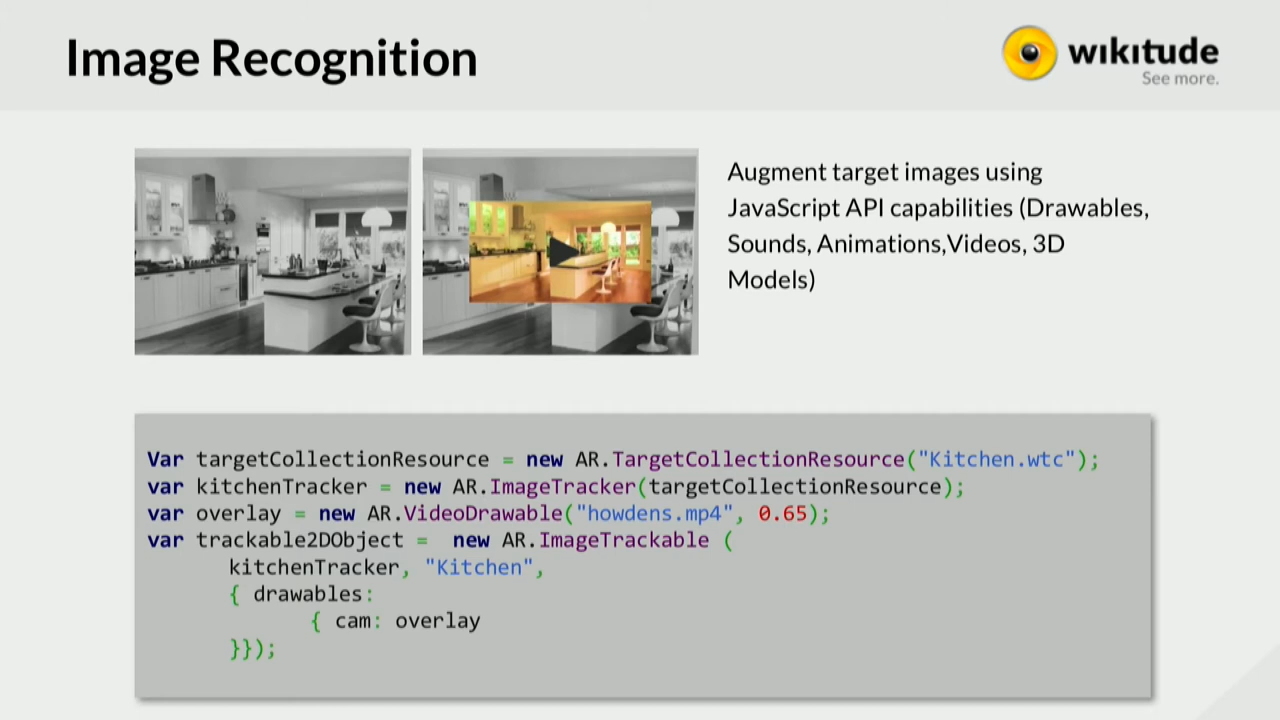 Image Recognition
wikitude
See more.
Augment target images using
JavaScript API capabilities (Drawables,
Sounds, Animations,Videos, 3D
Models)
Var targetCollectionResource = new AR.TargetCollectionResource("Kitchen.wtc");
var kitchenTracker = new AR.ImageTracker(targetCollectionResource);
var overlay = new AR.VideoDrawable("howdens.mp4", 0.65);
var trackable2DObject =  new AR.ImageTrackable (
kitchenTracker, "Kitchen",
{ drawables:
{ cam: overlay
}});